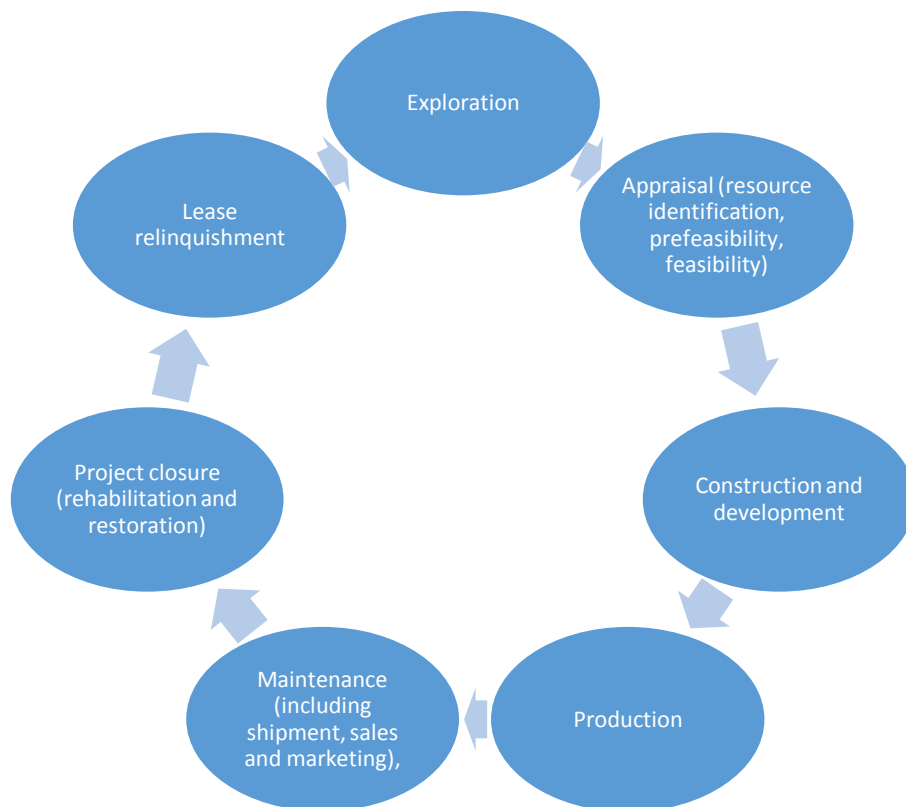 Exploration
Appraisal (resource
identification,
prefeasibility,
feasibility)
Construction and
development
Production
Maintenance
(including
shipment, sales
and marketing),
Project closure
(rehabilitation and
restoration)
Lease
relinquishment